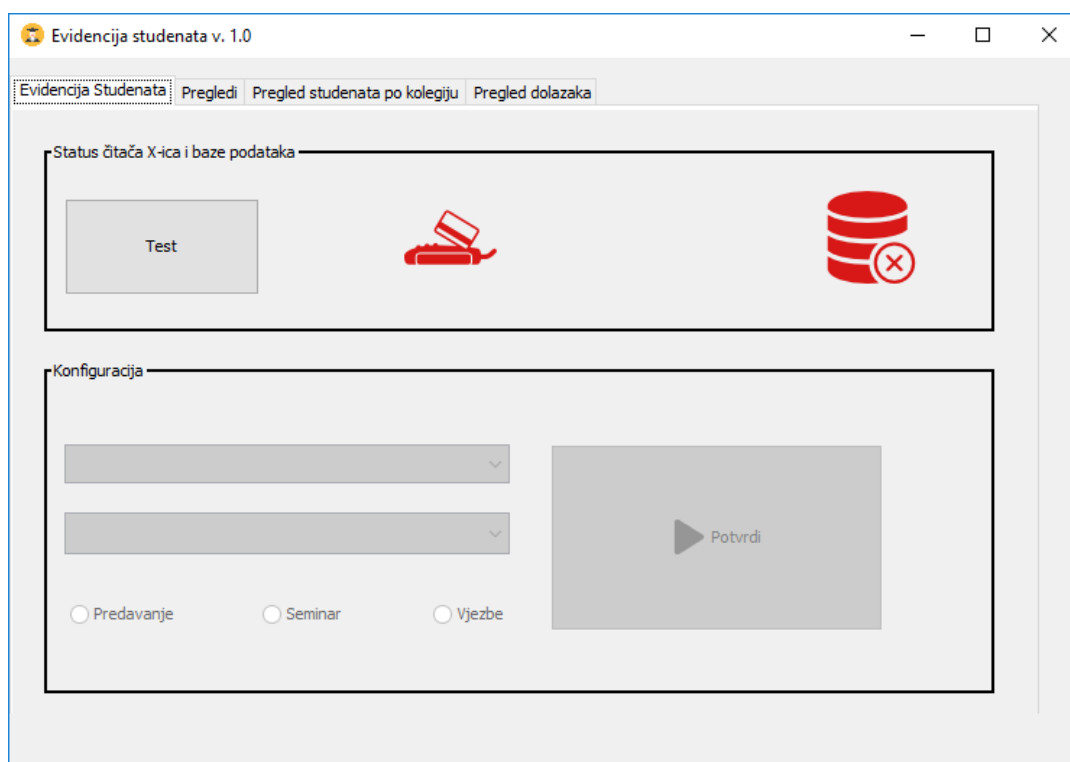 Evidencija studenata v. 1.0
Evidencija Studenata Pregledi Pregled studenata po kolegiju Pregled dolazaka
Status čitača X-ica i baze podataka
Test
Konfiguracija
Potvrdi
Predavanje Seminar Vjezbe